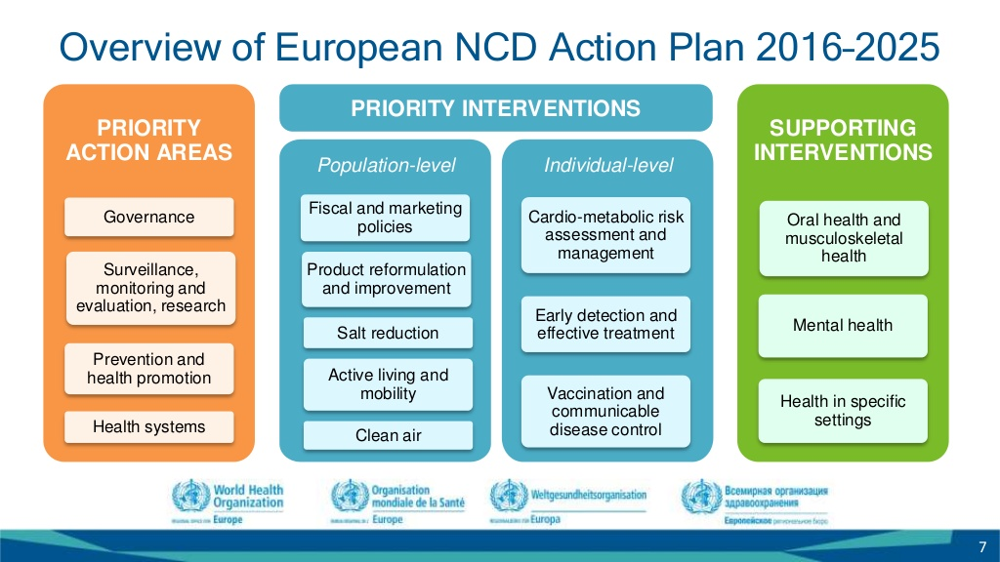 Overview of European NCD Action Plan 2016–2025
PRIORITY
ACTION AREAS
Governance
Surveillance,
monitoring and
evaluation, research
Prevention and
health promotion
Health systems
PRIORITY INTERVENTIONS
Population-level
Fiscal and marketing
policies
Product reformulation
and improvement
Salt reduction
Active living and
mobility
Clean air
Individual-level
Cardio-metabolic risk
assessment and
management
Early detection and
effective treatment
Vaccination and
communicable
disease control
SUPPORTING
INTERVENTIONS
Oral health and
musculoskeletal
health
Mental health
Health in specific
settings
World Health
Organization
REGIONAL OFFICE FOR Europe
Organisation
mondiale de la Santé
Europe
Weltgesundheitsorganisation
Europa
Всемирная организация
здравоохранения
Европейское региональное бюро
7